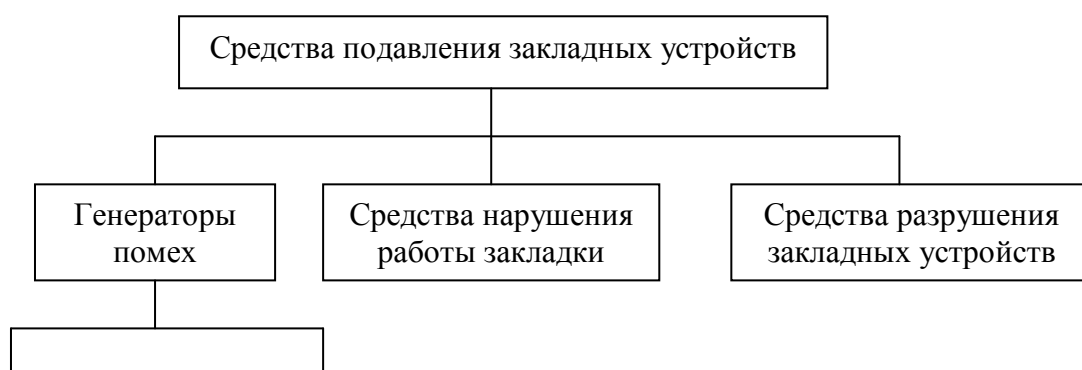 Средства подавления закладных устройств
Генераторы
помех
Средства нарушения
работы закладки
Средства разрушения
закладных устройств